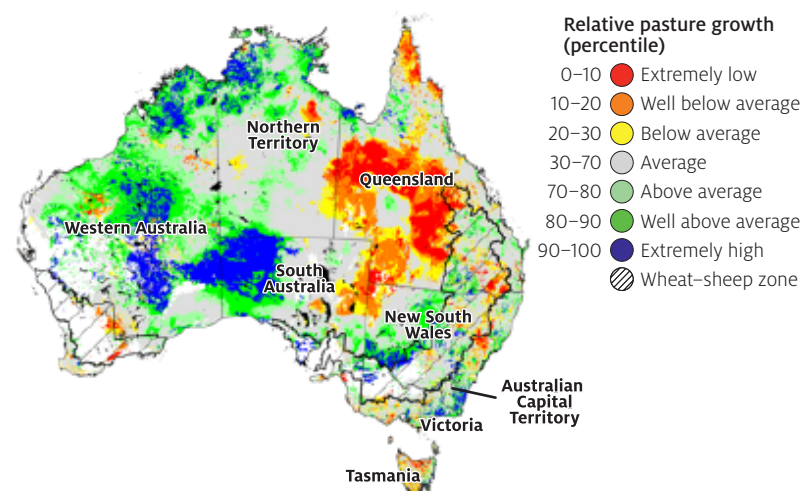 Relative pasture growth
(percentile)
0–10 Extremely low
10–20 Well below average
20–30 Below average
30–70 Average
70–80 Above average
80–90 Well above average
90–100 Extremely high
Wheat–sheep zone
Northern
Territory
Queensland
Western Australia
South
Australia
New South
Wales
Australian
Capital
Territory
Victoria
Tasmania